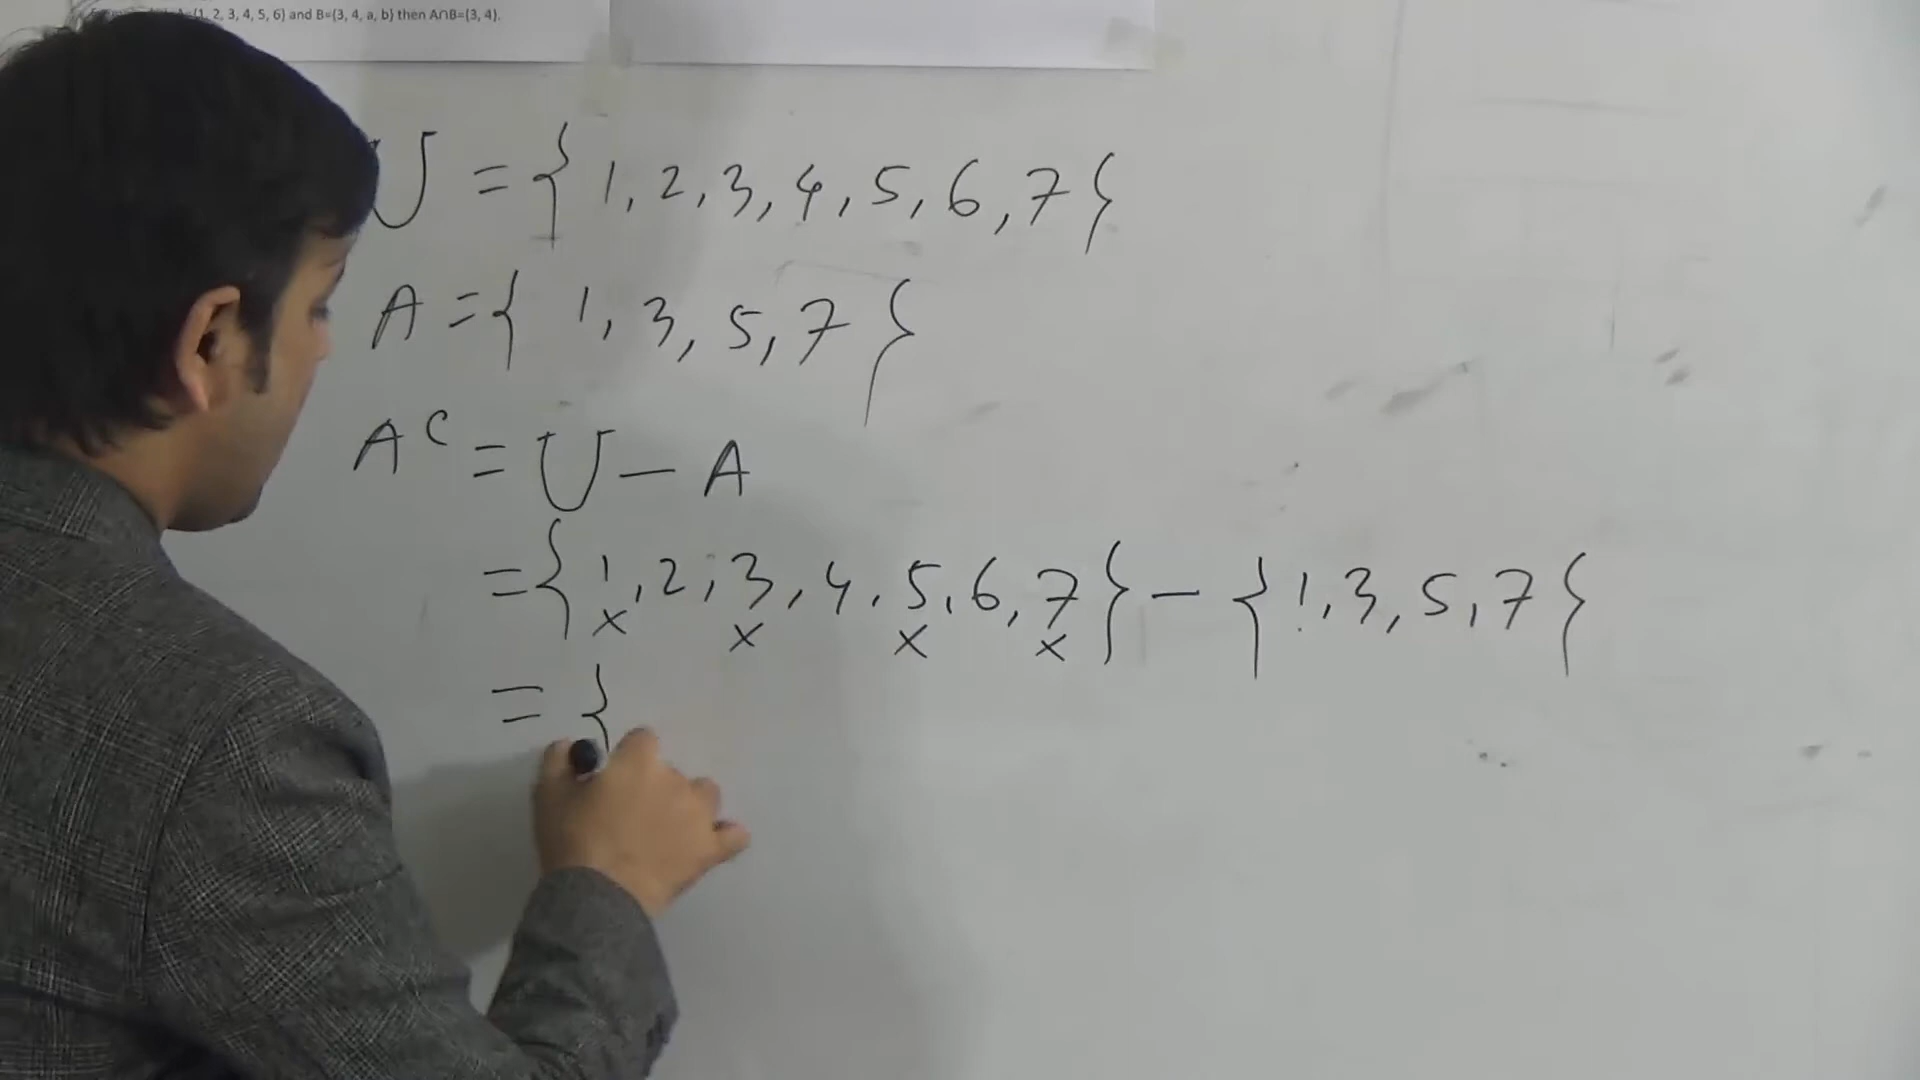 A={1, 2, 3, 4, 5, 6} and B={3, 4, a, b} then A∩B={3, 4}.
U = { 1, 2, 3, 4, 5, 6, 7 }
A = { 1, 3, 5, 7 }
Aᶜ = U - A
= { 1, 2, 3, 4, 5, 6, 7 } - { 1, 3, 5, 7 }
x x x x
= {